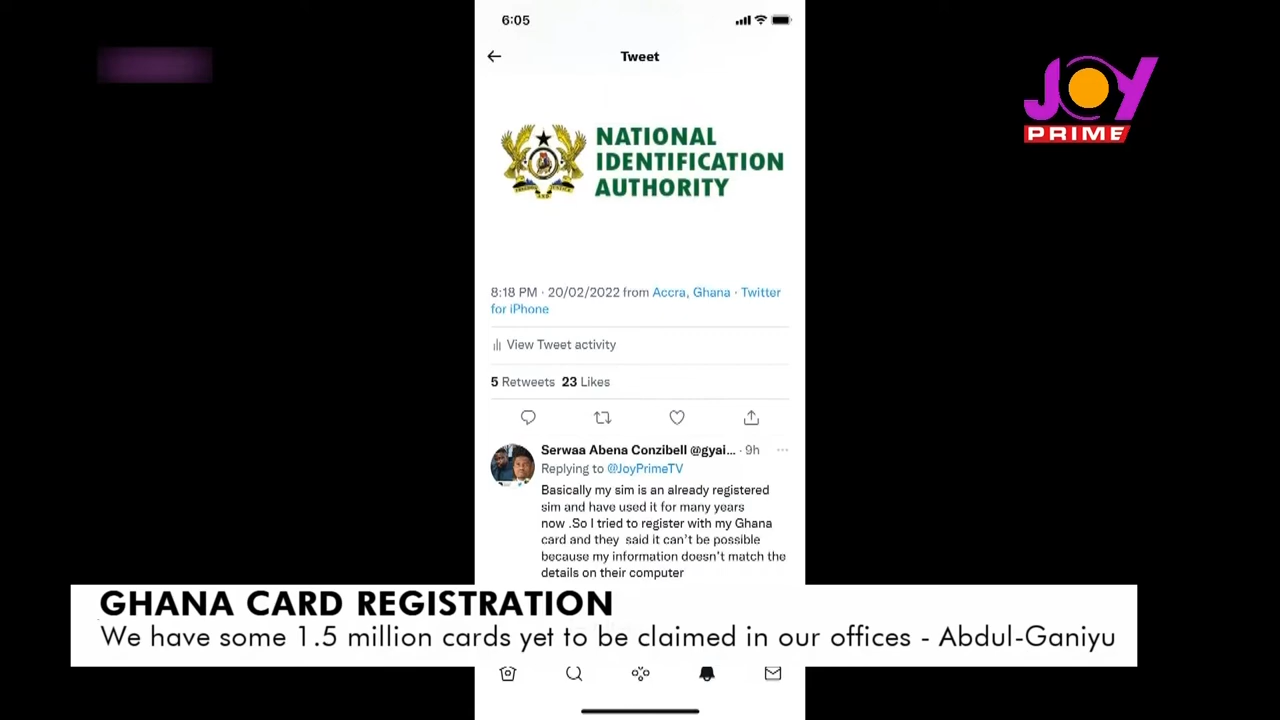 6:05
Tweet
JOY
PRIME
NATIONAL
IDENTIFICATION
AUTHORITY
8:18 PM · 20/02/2022 from Accra, Ghana · Twitter
for iPhone
View Tweet activity
5 Retweets 23 Likes
Serwaa Abena Conzibell @gyai... · 9h
Replying to @JoyPrimeTV
Basically my sim is an already registered
sim and have used it for many years
now .So I tried to register with my Ghana
card and they said it can't be possible
because my information doesn't match the
details on their computer
GHANA CARD REGISTRATION
We have some 1.5 million cards yet to be claimed in our offices - Abdul-Ganiyu